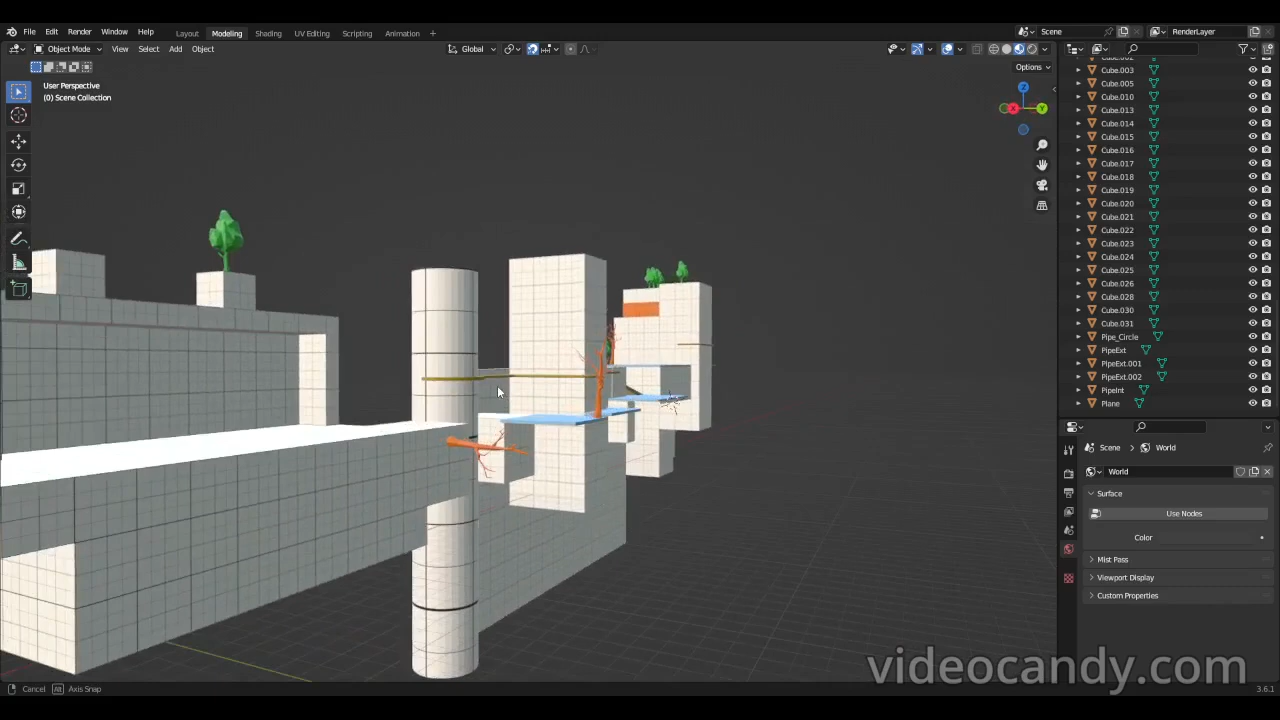 File Edit Render Window Help Layout Modeling Shading UV Editing Scripting Animation + Scene RenderLayer
Object Mode View Select Add Object Global
Options
User Perspective
(0) Scene Collection
Cube.003
Cube.005
Cube.010
Cube.013
Cube.014
Cube.015
Cube.016
Cube.017
Cube.018
Cube.019
Cube.020
Cube.021
Cube.022
Cube.023
Cube.024
Cube.025
Cube.026
Cube.028
Cube.030
Cube.031
Pipe_Circle
PipeExt
PipeExt.001
PipeExt.002
PipeInt
Plane
Scene World
World
Surface
Use Nodes
Color
Mist Pass
Viewport Display
Custom Properties
videocandy.com
Cancel Alt Axis Snap 3.6.1